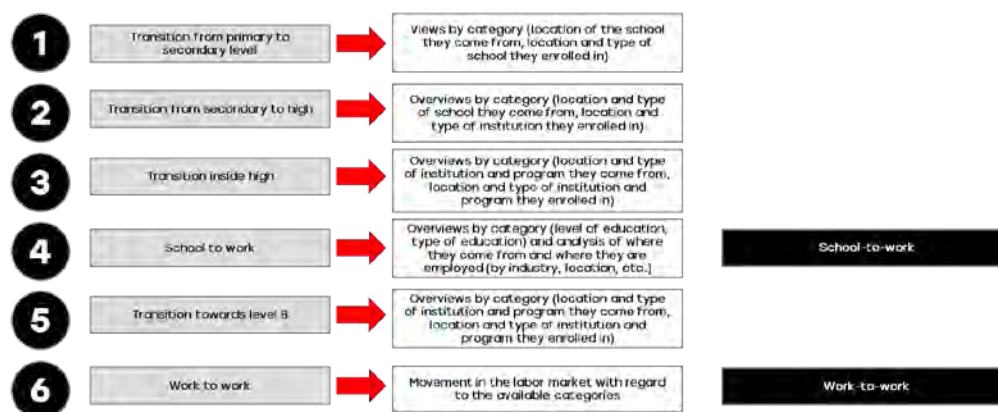 1
Transition from primary to
secondary level
Views by category (location of the school
they come from, location and type of
school they enrolled in)
2
Transition from secondary to high
Overviews by category (location and type
of school they come from, location and
type of institution they enrolled in)
3
Transition inside high
Overviews by category (location and type
of institution and program they come from,
location and type of institution and
program they enrolled in)
4
School to work
Overviews by category (level of education,
type of education) and analysis of where
they come from and where they are
employed (by industry, location, etc.)
School-to-work
5
Transition towards level 8
Overviews by category (location and type
of institution and program they come from,
location and type of institution and
program they enrolled in)
6
Work to work
Movement in the labor market with regard
to the available categories
Work-to-work